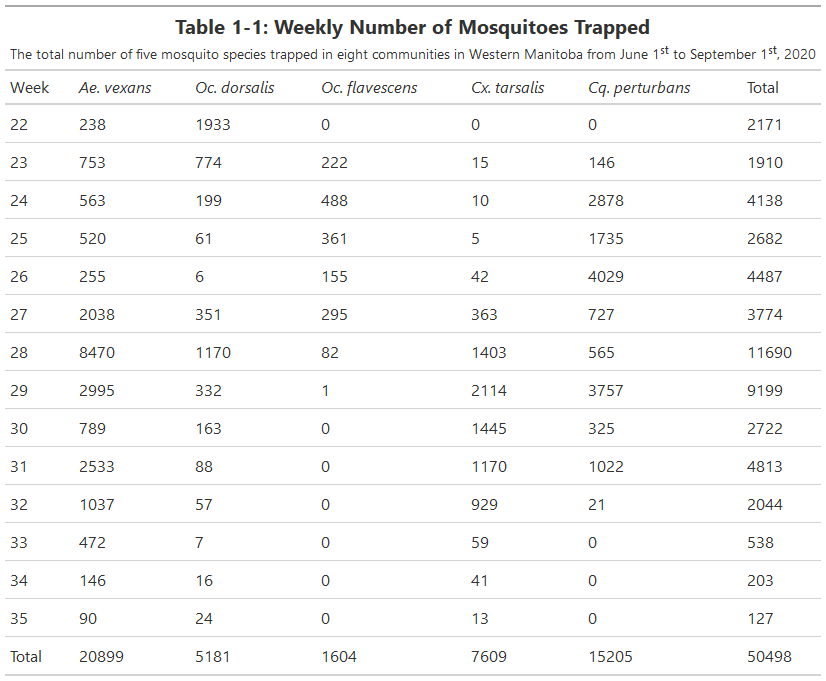 Table 1-1: Weekly Number of Mosquitoes Trapped
The total number of five mosquito species trapped in eight communities in Western Manitoba from June 1st to September 1st, 2020
Week Ae. vexans Oc. dorsalis Oc. flavescens Cx. tarsalis Cq. perturbans Total
22 238 1933 0 0 0 2171
23 753 774 222 15 146 1910
24 563 199 488 10 2878 4138
25 520 61 361 5 1735 2682
26 255 6 155 42 4029 4487
27 2038 351 295 363 727 3774
28 8470 1170 82 1403 565 11690
29 2995 332 1 2114 3757 9199
30 789 163 0 1445 325 2722
31 2533 88 0 1170 1022 4813
32 1037 57 0 929 21 2044
33 472 7 0 59 0 538
34 146 16 0 41 0 203
35 90 24 0 13 0 127
Total 20899 5181 1604 7609 15205 50498